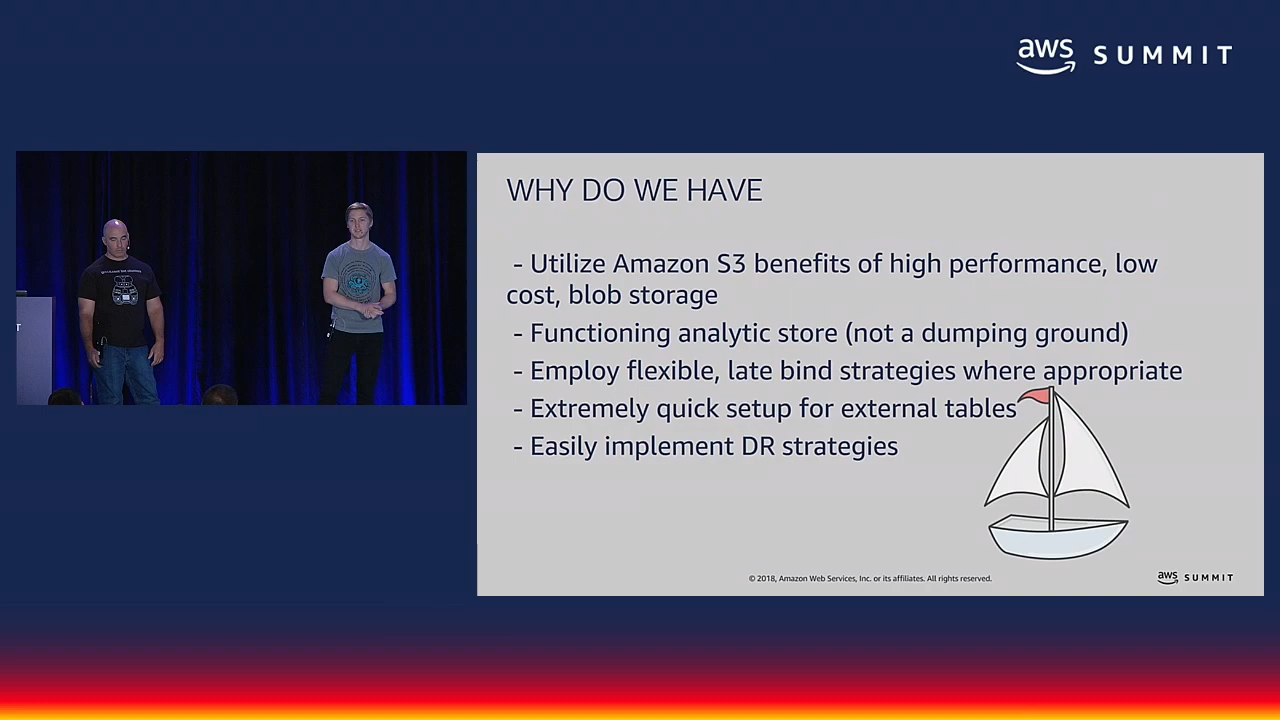 aws SUMMIT
WHY DO WE HAVE
- Utilize Amazon S3 benefits of high performance, low
cost, blob storage
- Functioning analytic store (not a dumping ground)
- Employ flexible, late bind strategies where appropriate
- Extremely quick setup for external tables
- Easily implement DR strategies
© 2018, Amazon Web Services, Inc. or its affiliates. All rights reserved.
aws SUMMIT
T